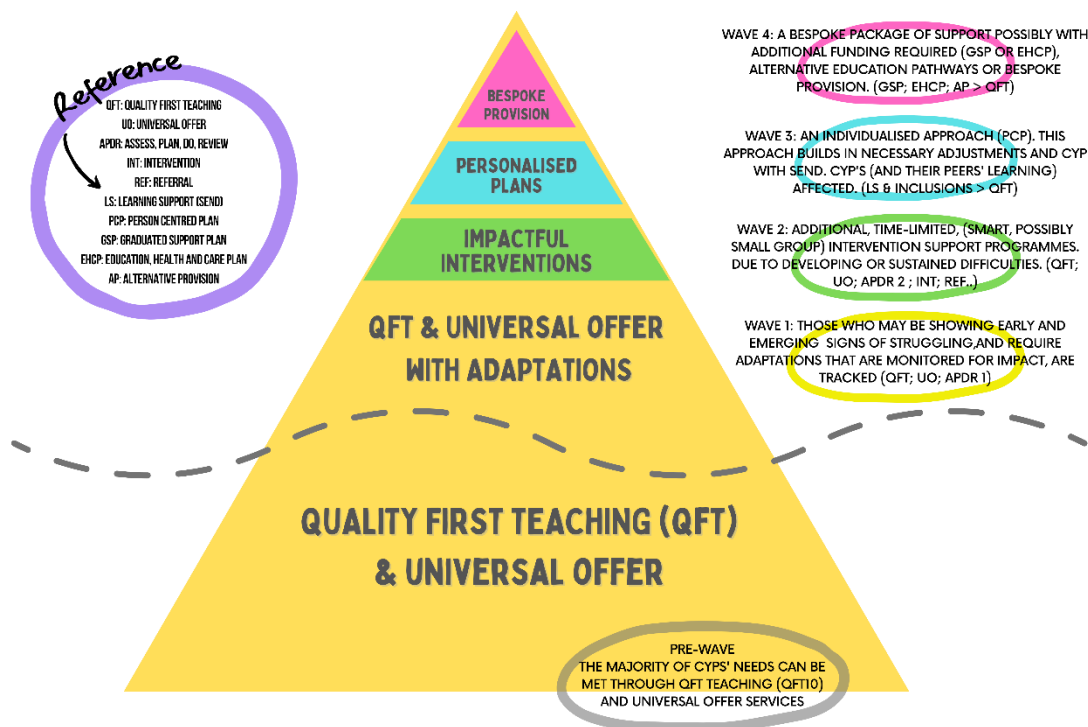 Reference
QFT: QUALITY FIRST TEACHING
UO: UNIVERSAL OFFER
APDR: ASSESS, PLAN, DO, REVIEW
INT: INTERVENTION
REF: REFERRAL
LS: LEARNING SUPPORT (SEND)
PCP: PERSON CENTRED PLAN
GSP: GRADUATED SUPPORT PLAN
EHCP: EDUCATION, HEALTH AND CARE PLAN
AP: ALTERNATIVE PROVISION
BESPOKE
PROVISION
PERSONALISED
PLANS
IMPACTFUL
INTERVENTIONS
QFT & UNIVERSAL OFFER
WITH ADAPTATIONS
QUALITY FIRST TEACHING (QFT)
& UNIVERSAL OFFER
WAVE 4: A BESPOKE PACKAGE OF SUPPORT POSSIBLY WITH
ADDITIONAL FUNDING REQUIRED (GSP OR EHCP),
ALTERNATIVE EDUCATION PATHWAYS OR BESPOKE
PROVISION. (GSP; EHCP; AP > QFT)
WAVE 3: AN INDIVIDUALISED APPROACH (PCP). THIS
APPROACH BUILDS IN NECESSARY ADJUSTMENTS AND CYP
WITH SEND. CYP'S (AND THEIR PEERS' LEARNING)
AFFECTED. (LS & INCLUSIONS > QFT)
WAVE 2: ADDITIONAL, TIME-LIMITED, (SMART, POSSIBLY
SMALL GROUP) INTERVENTION SUPPORT PROGRAMMES.
DUE TO DEVELOPING OR SUSTAINED DIFFICULTIES. (QFT;
UO; APDR 2 ; INT; REF..)
WAVE 1: THOSE WHO MAY BE SHOWING EARLY AND
EMERGING SIGNS OF STRUGGLING,AND REQUIRE
ADAPTATIONS THAT ARE MONITORED FOR IMPACT, ARE
TRACKED (QFT; UO; APDR 1)
PRE-WAVE
THE MAJORITY OF CYPS' NEEDS CAN BE
MET THROUGH QFT TEACHING (QFT10)
AND UNIVERSAL OFFER SERVICES